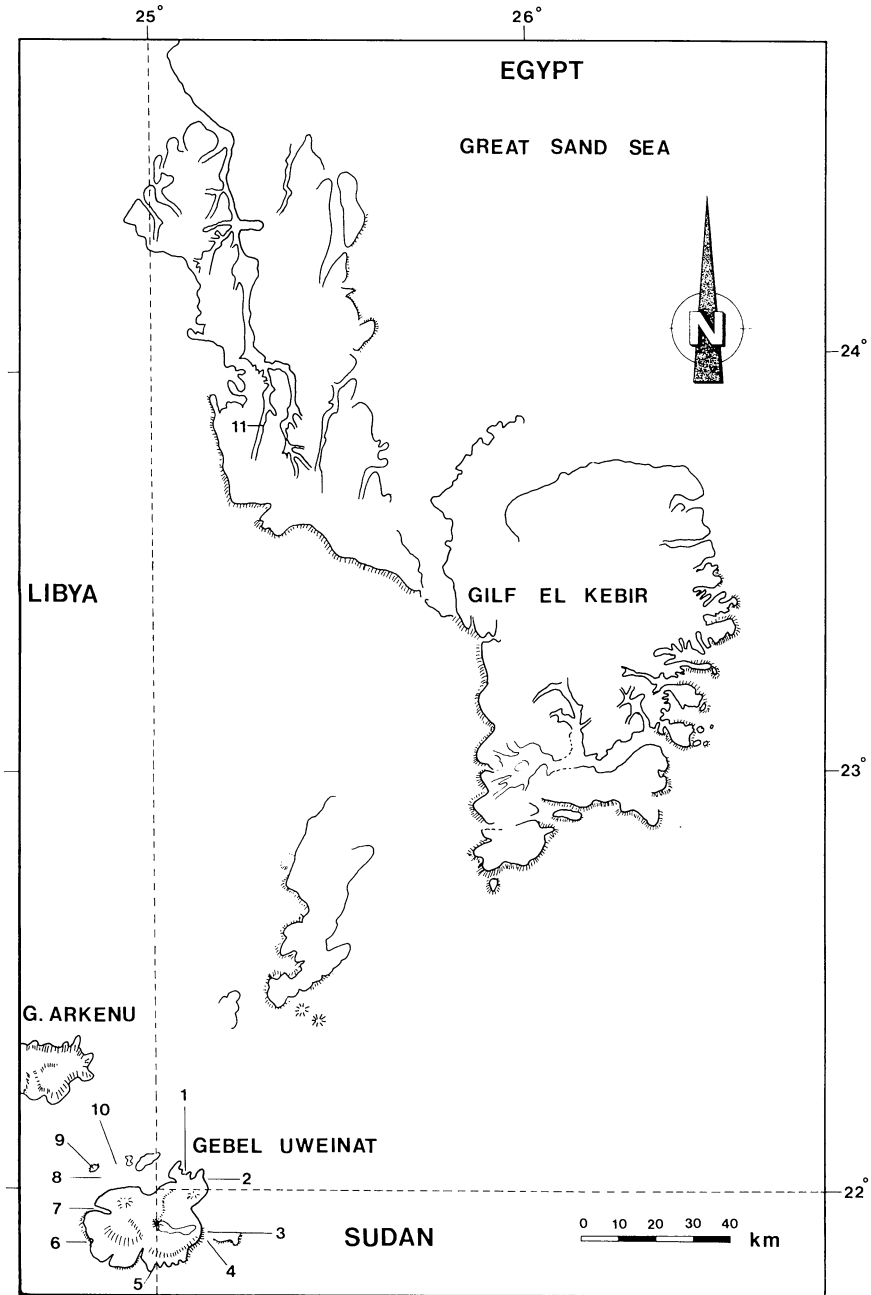 25°
26°
EGYPT
GREAT SAND SEA
N
24°
11
LIBYA
GILF EL KEBIR
23°
G. ARKENU
1
10
9
GEBEL UWEINAT
8
2
22°
7
3
6
SUDAN
4
5
0 10 20 30 40
km